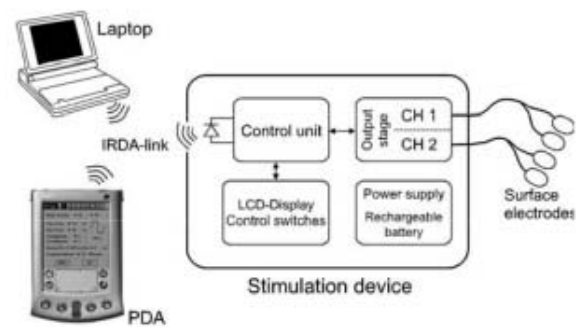 Laptop
IRDA-link
Control unit
Output
stage
CH 1
CH 2
LCD-Display
Control switches
Power supply
Rechargeable
battery
Surface
electrodes
Stimulation device
PDA